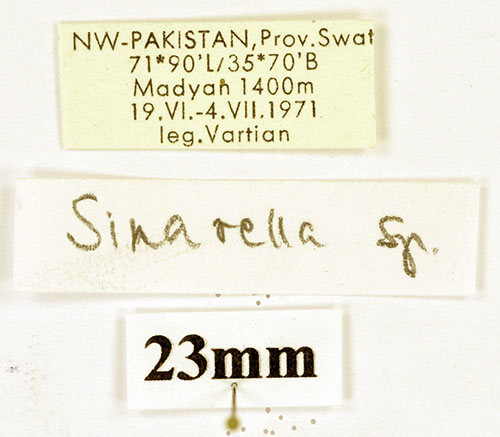 NW-PAKISTAN,Prov.Swat
71*90'L/35*70'B
Madyan 1400m
19.VI.-4.VII.1971
leg.Vartian
Sinarella sp.
23mm